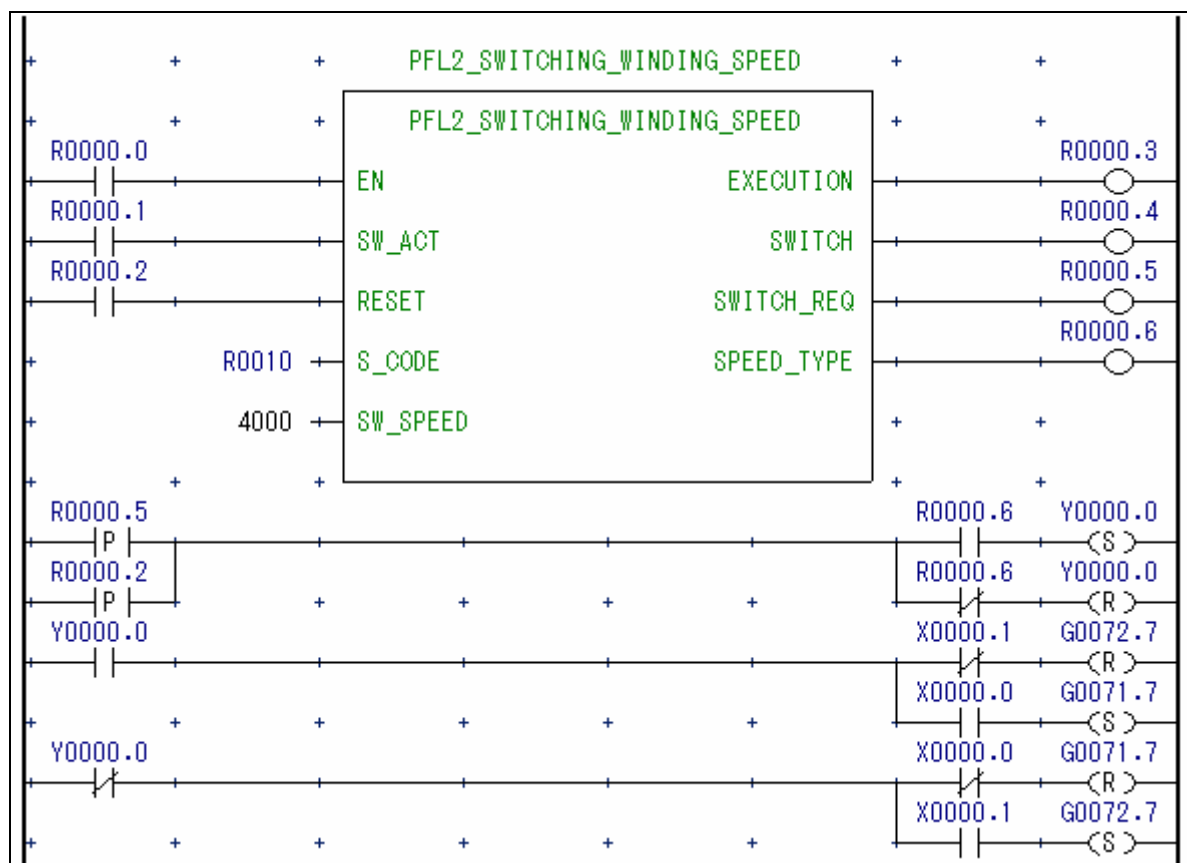 PFL2_SWITCHING_WINDING_SPEED
PFL2_SWITCHING_WINDING_SPEED
R0000.0 R0000.3
EN EXECUTION
R0000.1 R0000.4
SW_ACT SWITCH
R0000.2 R0000.5
RESET SWITCH_REQ
R0000.6
R0010 S_CODE SPEED_TYPE
4000 SW_SPEED
R0000.5 R0000.6 Y0000.0
P S
R0000.2 R0000.6 Y0000.0
P R
Y0000.0 X0000.1 G0072.7
R
X0000.0 G0071.7
S
Y0000.0 X0000.0 G0071.7
R
X0000.1 G0072.7
S